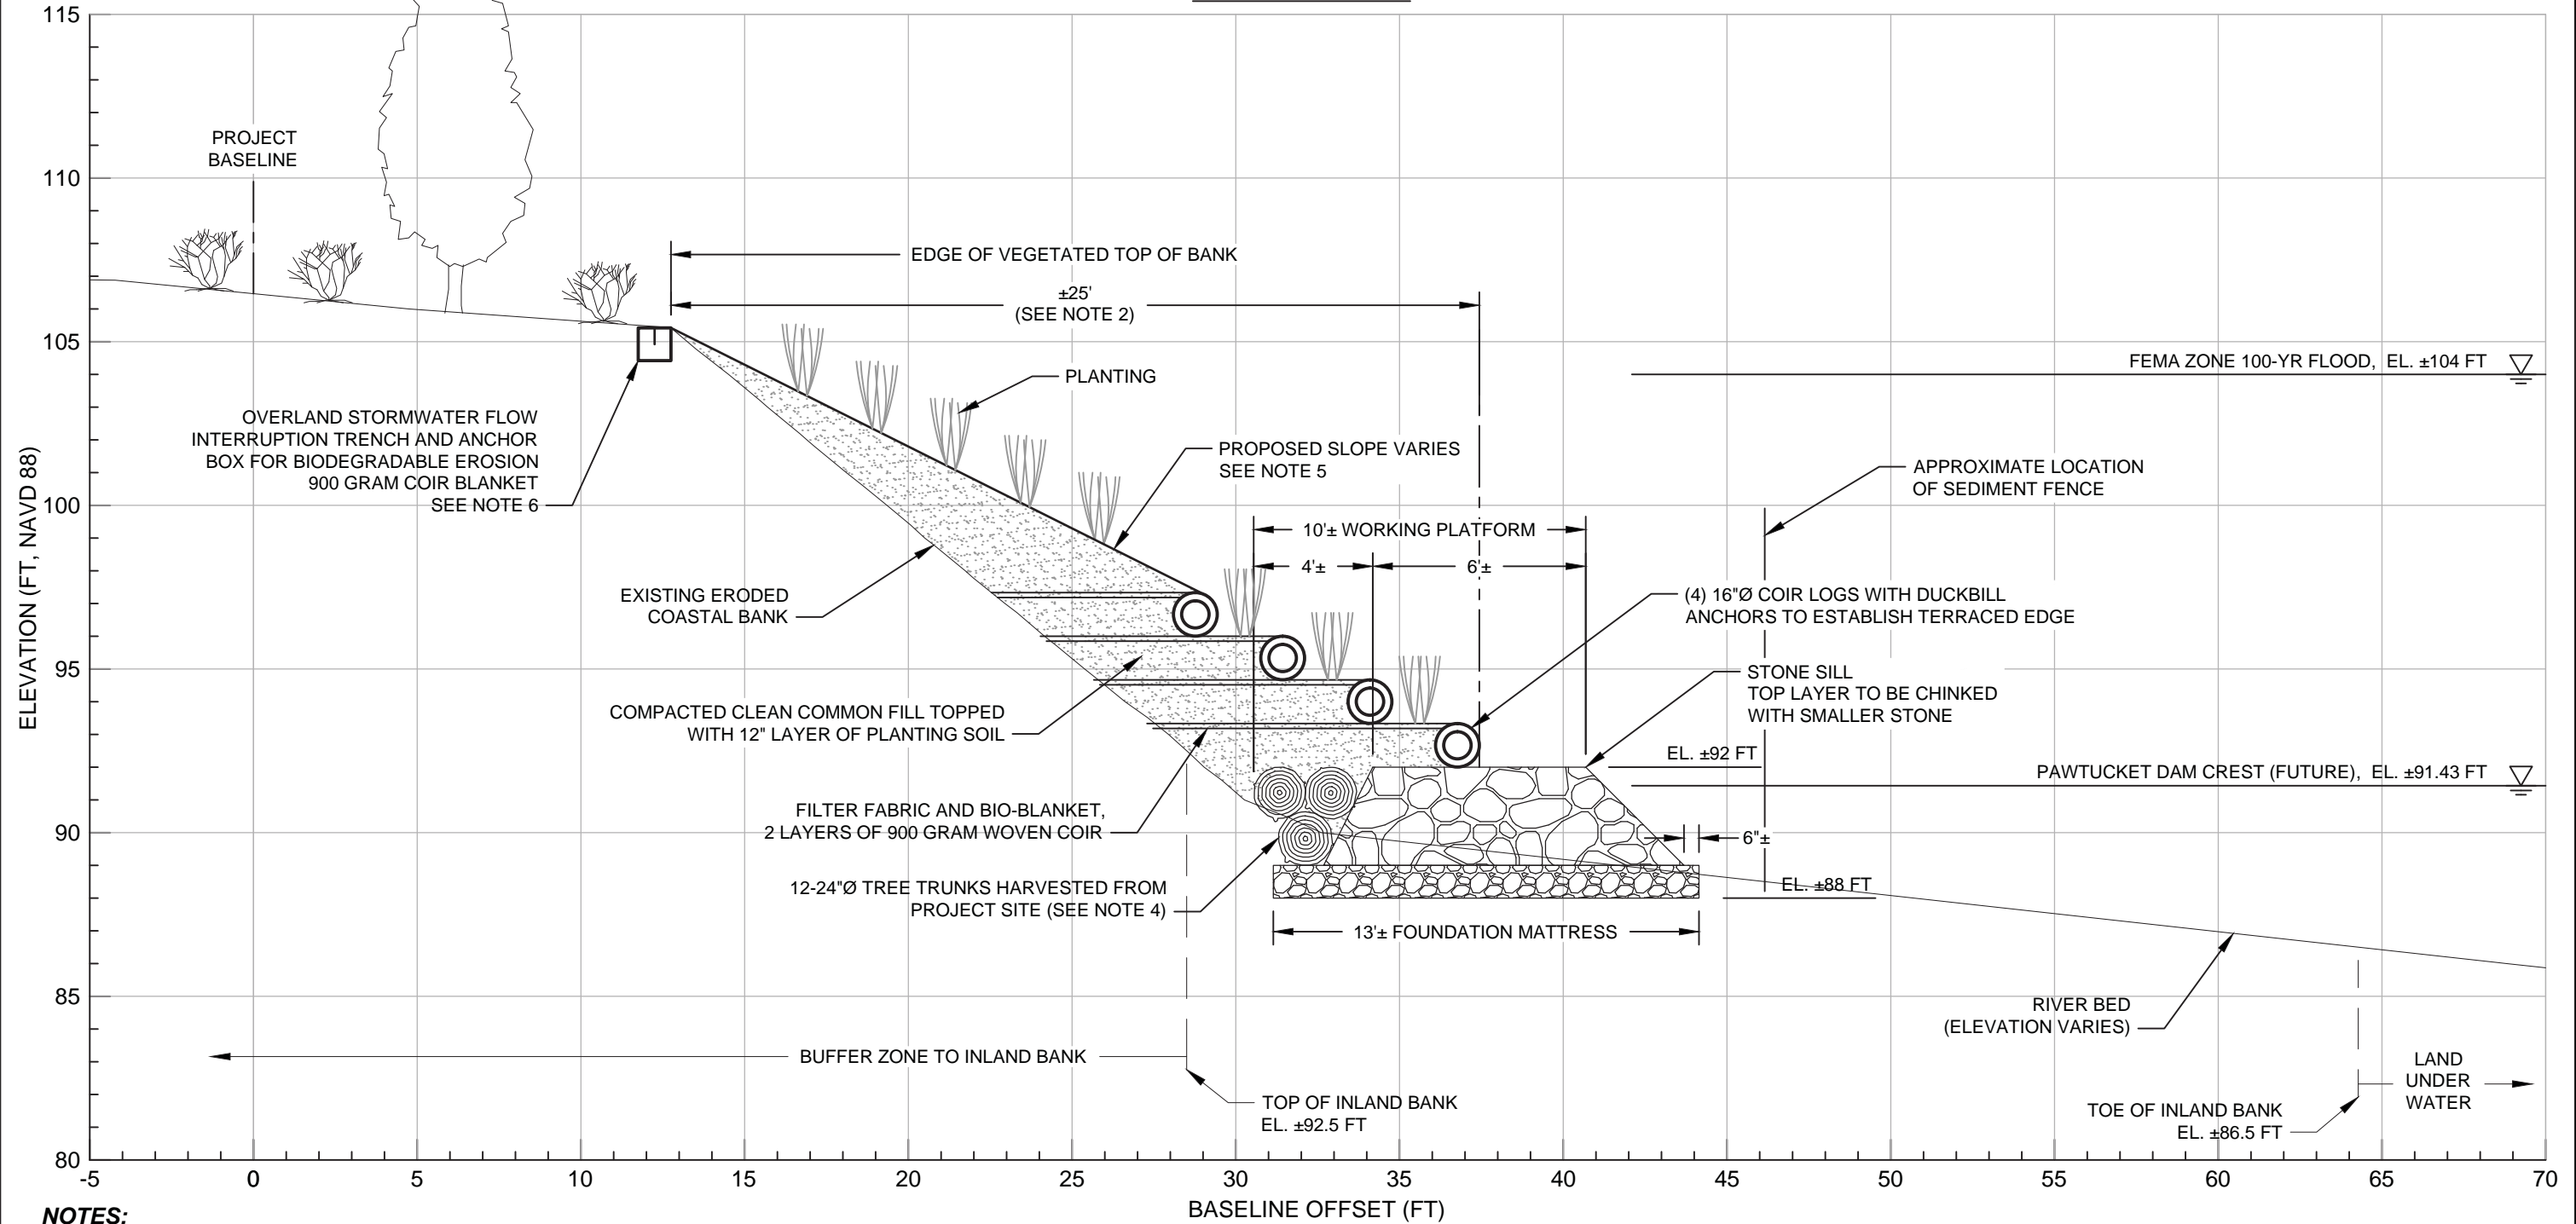 115
PROJECT
BASELINE
110
EDGE OF VEGETATED TOP OF BANK
±25'
(SEE NOTE 2)
105
FEMA ZONE 100-YR FLOOD, EL. ±104 FT
PLANTING
OVERLAND STORMWATER FLOW
INTERRUPTION TRENCH AND ANCHOR
BOX FOR BIODEGRADABLE EROSION
900 GRAM COIR BLANKET
SEE NOTE 6
PROPOSED SLOPE VARIES
SEE NOTE 5
APPROXIMATE LOCATION
OF SEDIMENT FENCE
100
10'± WORKING PLATFORM
4'±
6'±
EXISTING ERODED
COASTAL BANK
(4) 16"Ø COIR LOGS WITH DUCKBILL
ANCHORS TO ESTABLISH TERRACED EDGE
95
STONE SILL
TOP LAYER TO BE CHINKED
WITH SMALLER STONE
COMPACTED CLEAN COMMON FILL TOPPED
WITH 12" LAYER OF PLANTING SOIL
EL. ±92 FT
PAWTUCKET DAM CREST (FUTURE), EL. ±91.43 FT
FILTER FABRIC AND BIO-BLANKET,
2 LAYERS OF 900 GRAM WOVEN COIR
90
6"±
12-24"Ø TREE TRUNKS HARVESTED FROM
PROJECT SITE (SEE NOTE 4)
EL. ±88 FT
13'± FOUNDATION MATTRESS
85
RIVER BED
(ELEVATION VARIES)
BUFFER ZONE TO INLAND BANK
TOP OF INLAND BANK
EL. ±92.5 FT
TOE OF INLAND BANK
EL. ±86.5 FT
LAND
UNDER
WATER
80
ELEVATION (FT, NAVD 88)
-5 0 5 10 15 20 25 30 35 40 45 50 55 60 65 70
BASELINE OFFSET (FT)
NOTES: